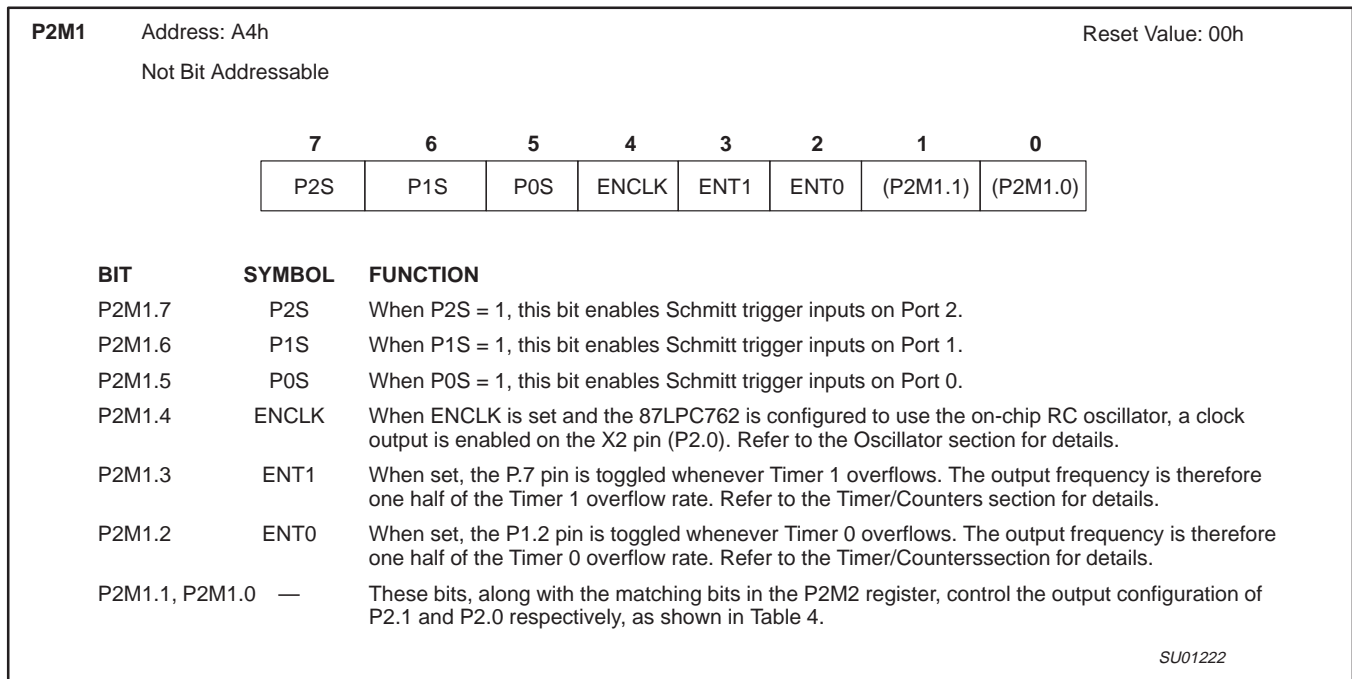 P2M1 Address: A4h Reset Value: 00h
Not Bit Addressable
7 6 5 4 3 2 1 0
P2S P1S P0S ENCLK ENT1 ENT0 (P2M1.1) (P2M1.0)
BIT SYMBOL FUNCTION
P2M1.7 P2S When P2S = 1, this bit enables Schmitt trigger inputs on Port 2.
P2M1.6 P1S When P1S = 1, this bit enables Schmitt trigger inputs on Port 1.
P2M1.5 P0S When P0S = 1, this bit enables Schmitt trigger inputs on Port 0.
P2M1.4 ENCLK When ENCLK is set and the 87LPC762 is configured to use the on-chip RC oscillator, a clock
output is enabled on the X2 pin (P2.0). Refer to the Oscillator section for details.
P2M1.3 ENT1 When set, the P.7 pin is toggled whenever Timer 1 overflows. The output frequency is therefore
one half of the Timer 1 overflow rate. Refer to the Timer/Counters section for details.
P2M1.2 ENT0 When set, the P1.2 pin is toggled whenever Timer 0 overflows. The output frequency is therefore
one half of the Timer 0 overflow rate. Refer to the Timer/Counterssection for details.
P2M1.1, P2M1.0 — These bits, along with the matching bits in the P2M2 register, control the output configuration of
P2.1 and P2.0 respectively, as shown in Table 4.
SU01222